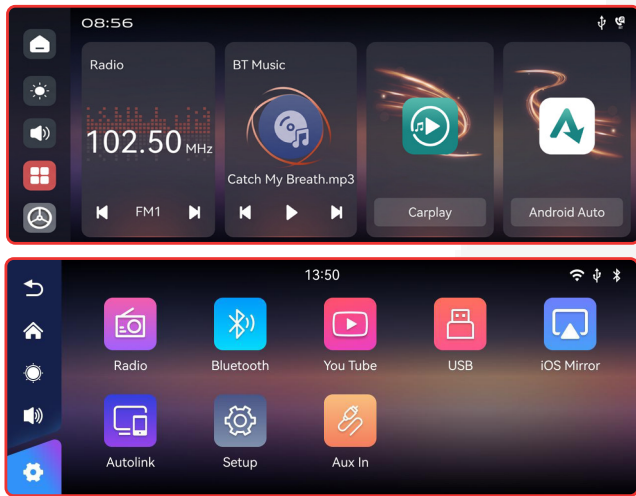 08:56
Radio
BT Music
102.50 MHz
Catch My Breath.mp3
FM1
Carplay
Android Auto
13:50
Radio
Bluetooth
You Tube
USB
iOS Mirror
Autolink
Setup
Aux In